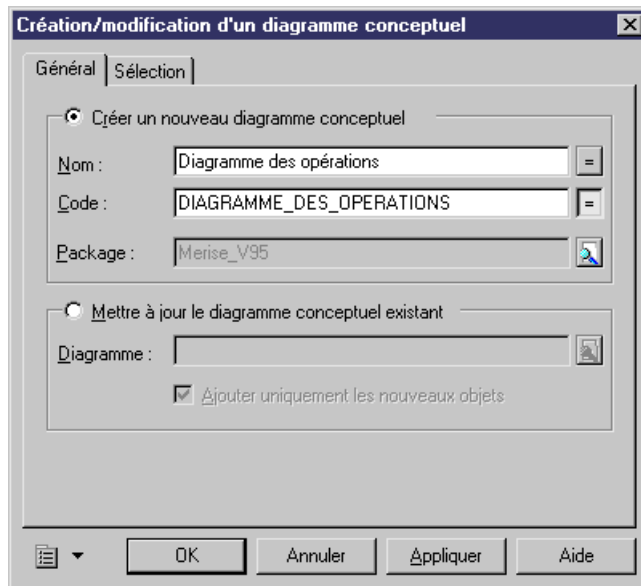 Création/modification d'un diagramme conceptuel
Général Sélection
Créer un nouveau diagramme conceptuel
Nom : Diagramme des opérations =
Code : DIAGRAMME_DES_OPERATIONS =
Package : Merise_V95
Mettre à jour le diagramme conceptuel existant
Diagramme :
Ajouter uniquement les nouveaux objets
OK Annuler Appliquer Aide